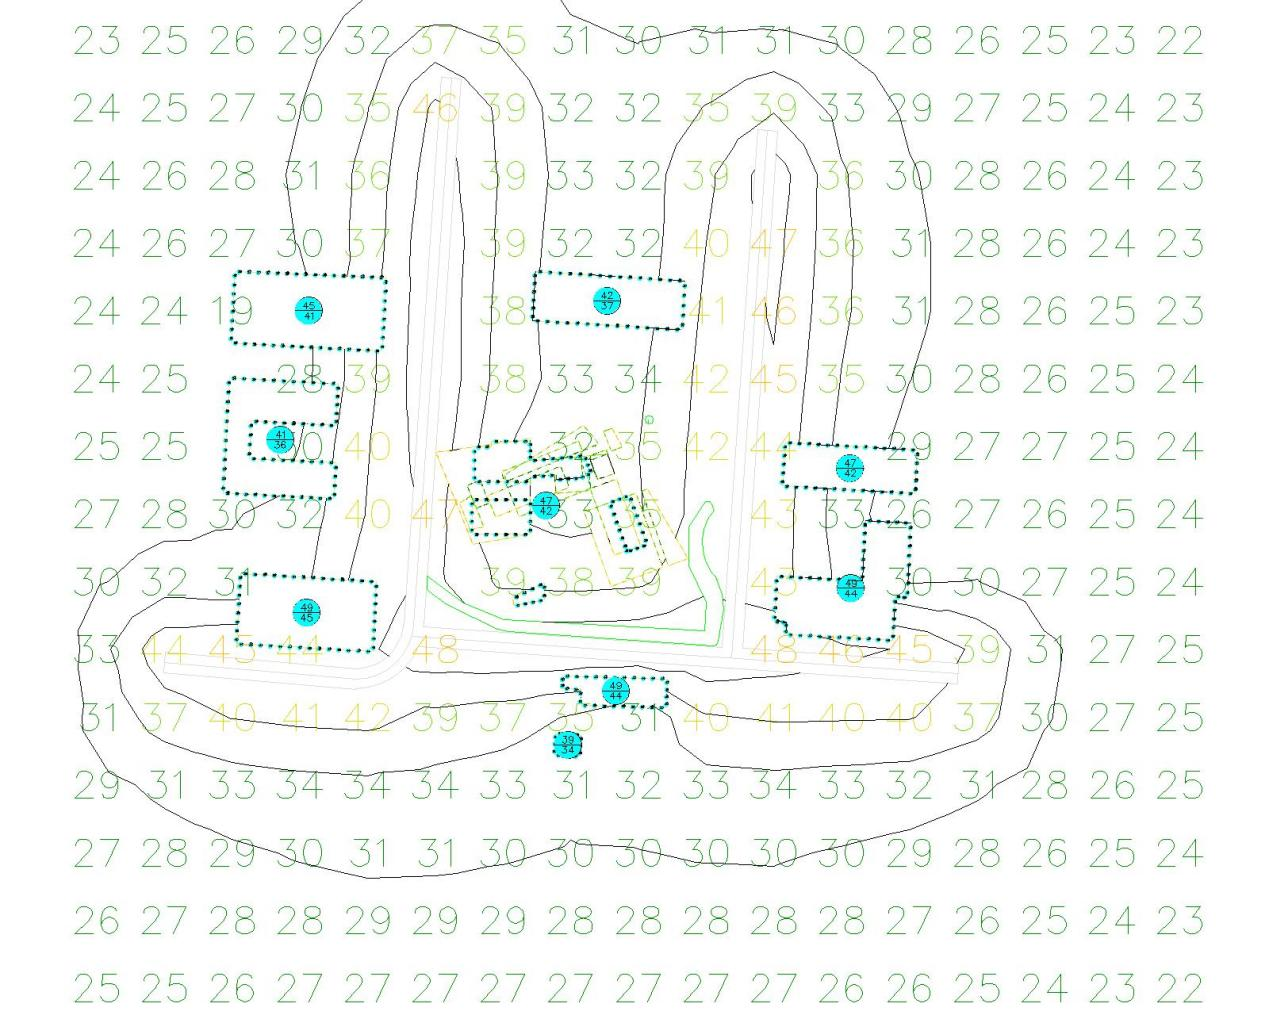 23 25 26 29 32 37 35 31 30 31 31 30 28 26 25 23 22
24 25 27 30 35 46 39 32 32 35 39 33 29 27 25 24 23
24 26 28 31 36 39 33 32 39 36 30 28 26 24 23
24 26 27 30 37 39 32 32 40 47 36 31 28 26 24 23
24 24 19 45 41 38 42 37 41 46 36 31 28 26 24 23
24 25 28 39 38 33 34 42 45 35 30 28 26 25 24
25 25 41 36 30 40 35 42 44 47 42 29 27 27 25 24
27 28 30 32 40 47 47 42 33 43 33 26 27 26 25 24
30 32 31 39 38 39 49 44 30 27 26 25 24
49 45
33 44 45 44 48 48 46 45 39 31 27 25
31 37 40 41 42 39 37 35 49 44 31 40 41 40 40 37 30 27 25
39 34
29 31 33 34 34 34 33 31 32 33 34 33 33 31 28 26 25
27 28 29 30 31 31 30 30 30 30 30 30 29 28 26 25 24
26 27 28 28 29 29 29 28 28 28 28 28 27 26 25 24 23
25 25 26 27 27 27 27 27 27 27 27 26 26 25 24 23 22